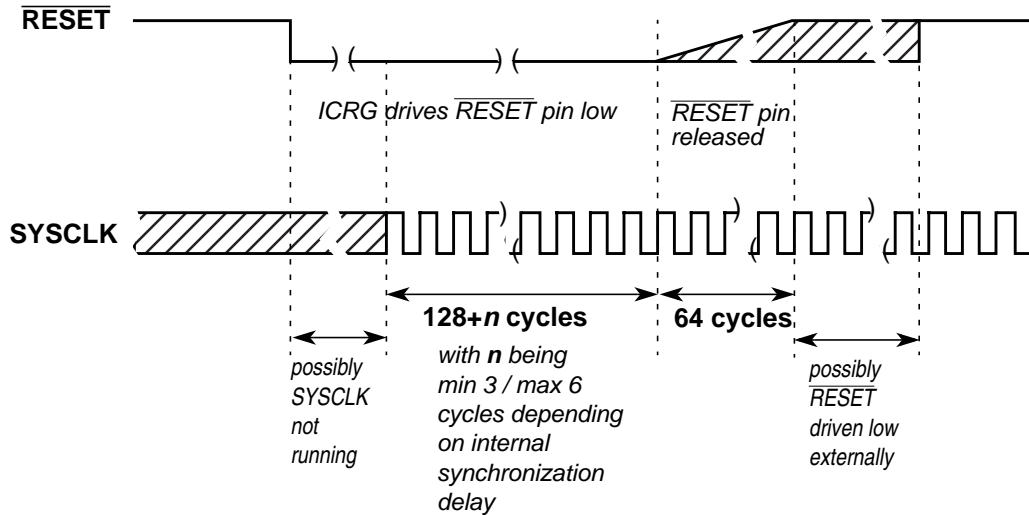 RESET
ICRG drives RESET pin low
RESET pin
released
SYSCLK
128+n cycles
with n being
min 3 / max 6
cycles depending
on internal
synchronization
delay
64 cycles
possibly
SYSCLK
not
running
possibly
RESET
driven low
externally